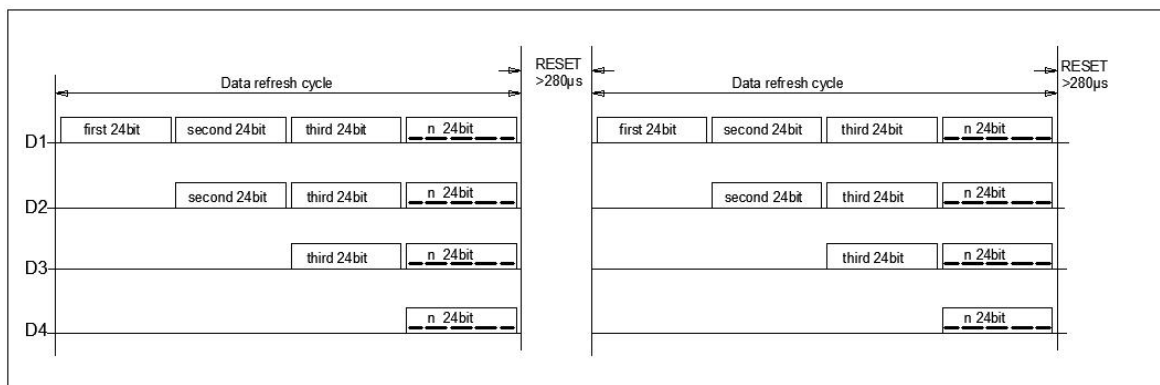 RESET
>280µs
RESET
>280µs
Data refresh cycle
Data refresh cycle
D1
first 24bit
second 24bit
third 24bit
n 24bit
first 24bit
second 24bit
third 24bit
n 24bit
D2
second 24bit
third 24bit
n 24bit
second 24bit
third 24bit
n 24bit
D3
third 24bit
n 24bit
third 24bit
n 24bit
D4
n 24bit
n 24bit